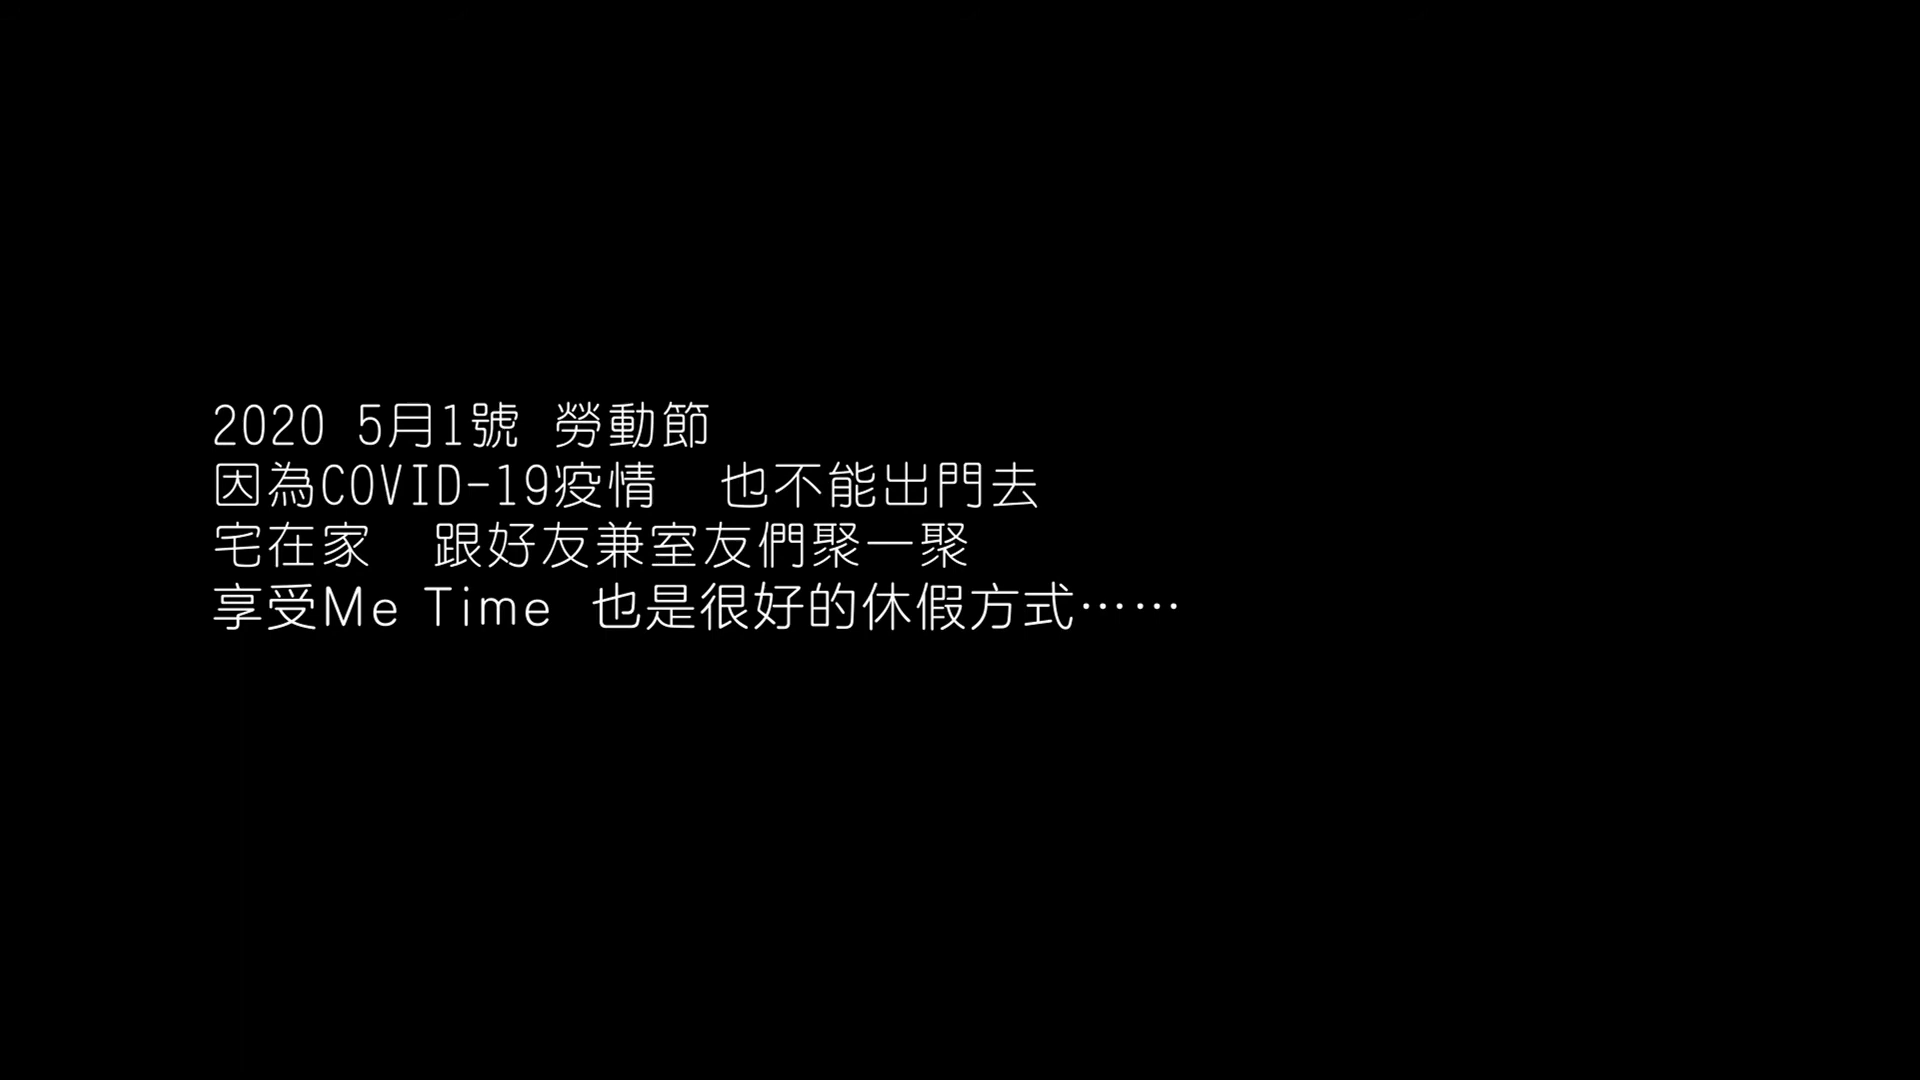 2020 5月1號 勞動節
因為COVID-19疫情 也不能出門去
宅在家 跟好友兼室友們聚一聚
享受Me Time 也是很好的休假方式⋯⋯